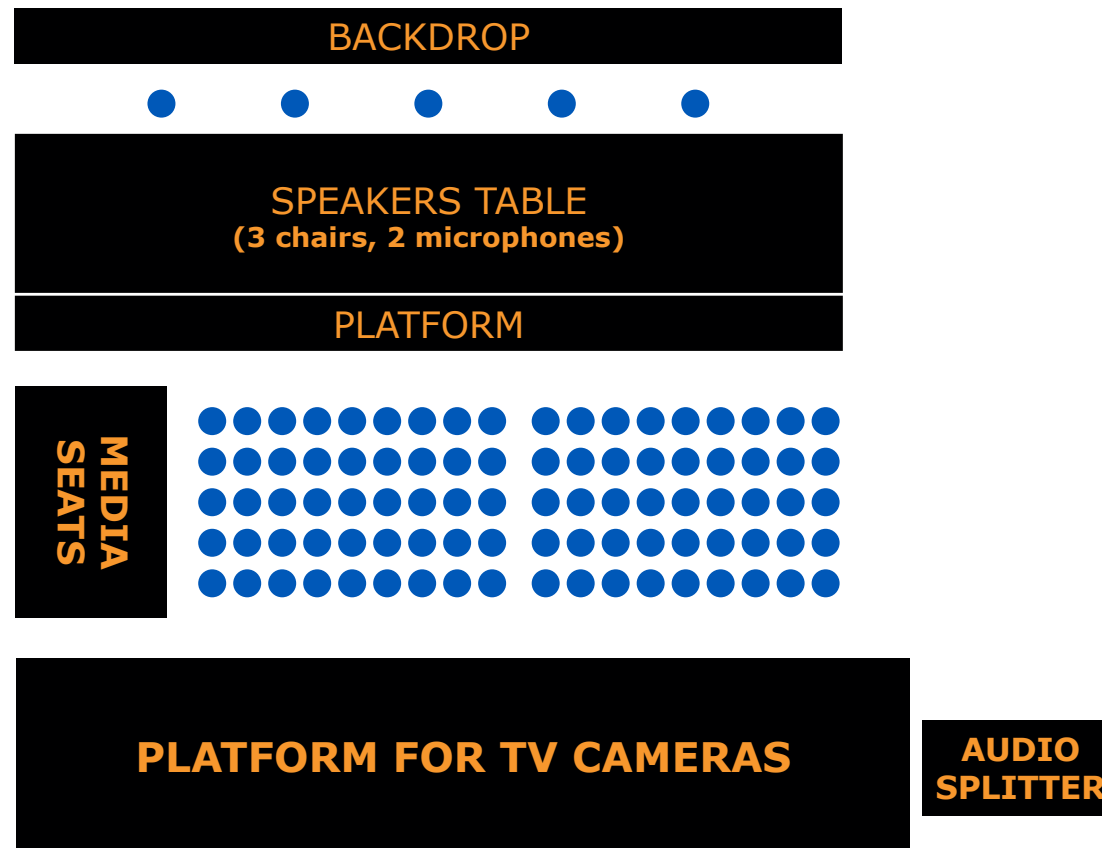 BACKDROP
SPEAKERS TABLE
(3 chairs, 2 microphones)
PLATFORM
MEDIA
SEATS
PLATFORM FOR TV CAMERAS
AUDIO
SPLITTER